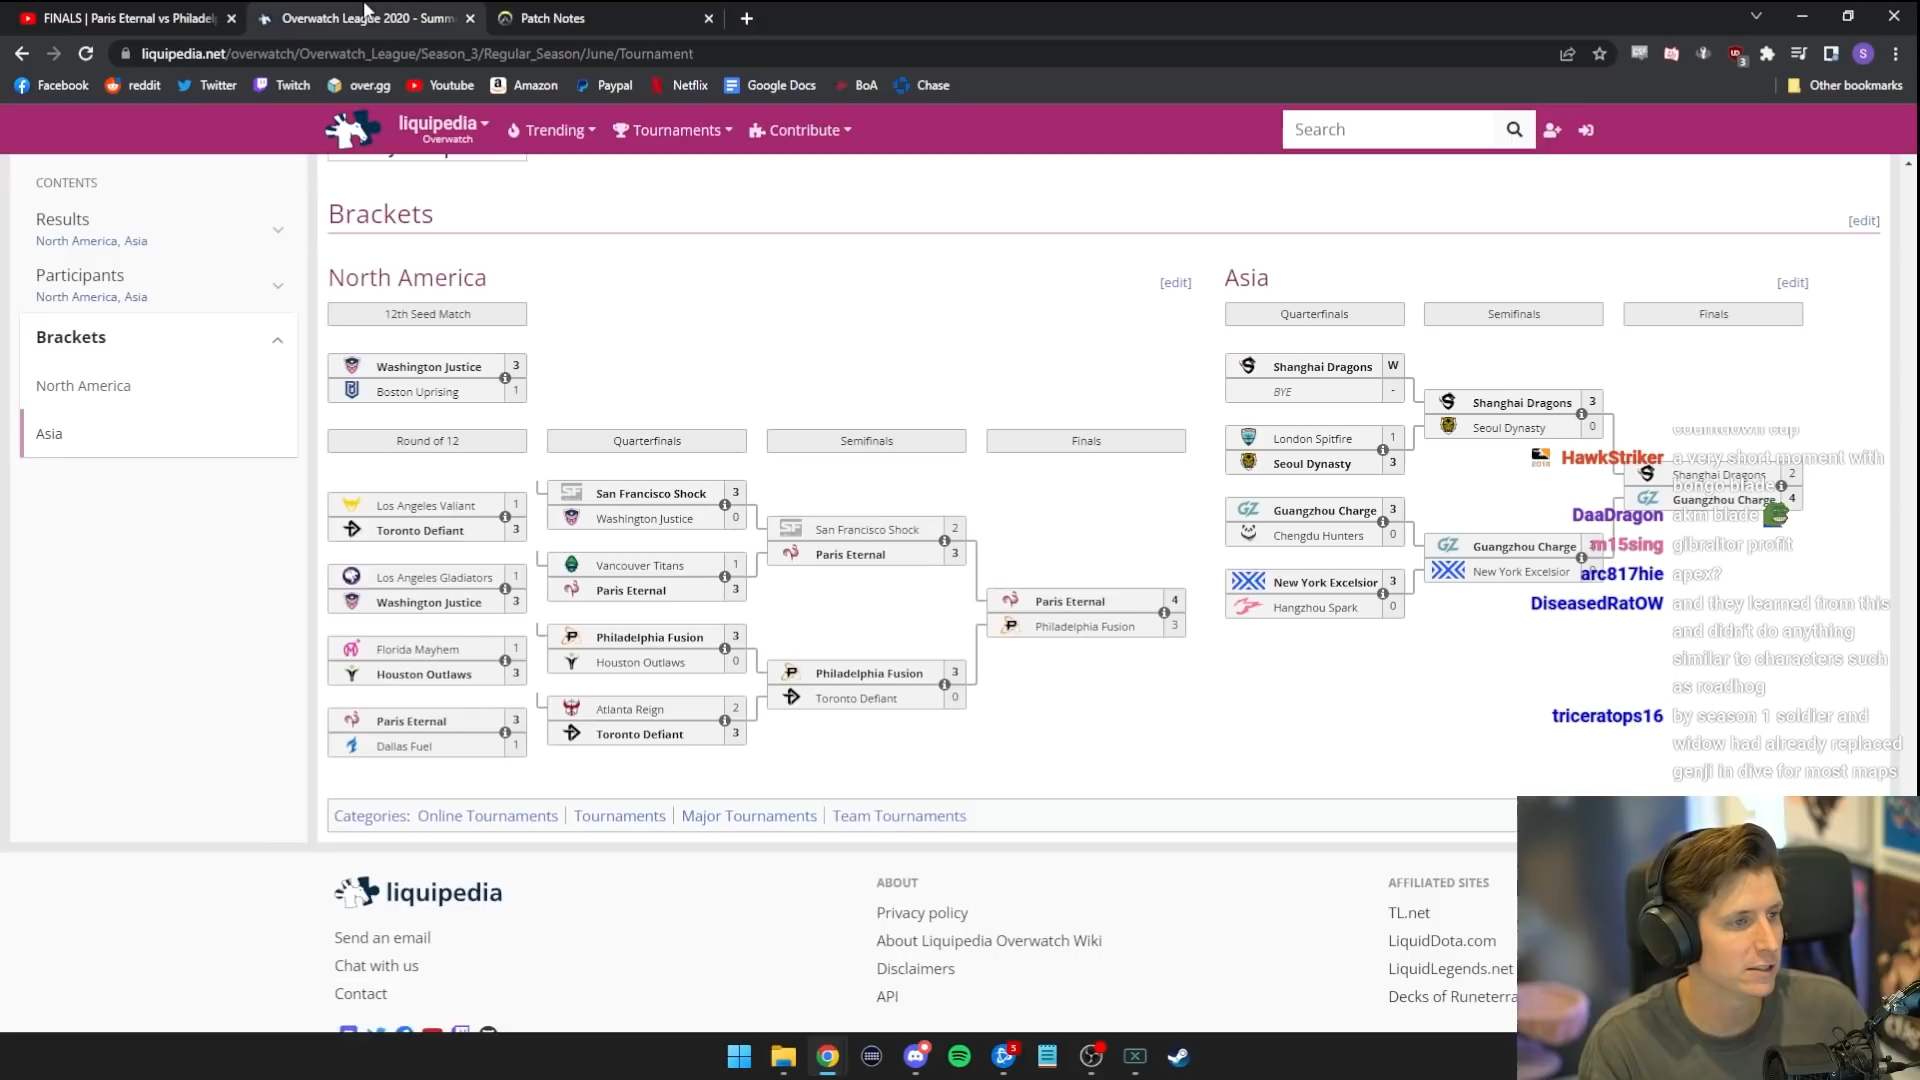 FINALS | Paris Eternal vs Philadel
Overwatch League 2020 - Summ
Patch Notes
liquipedia.net/overwatch/Overwatch_League/Season_3/Regular_Season/June/Tournament
3
S
Facebook reddit Twitter Twitch over.gg Youtube Amazon Paypal Netflix Google Docs BoA Chase Other bookmarks
liquipedia
Overwatch
Trending Tournaments Contribute
Search
CONTENTS
Results
North America, Asia
Participants
North America, Asia
Brackets
North America
Asia
Brackets [edit]
North America [edit]
12th Seed Match
Washington Justice 3
Boston Uprising 1
Round of 12
Los Angeles Valiant 1
Toronto Defiant 3
Los Angeles Gladiators 1
Washington Justice 3
Florida Mayhem 1
Houston Outlaws 3
Paris Eternal 3
Dallas Fuel 1
Quarterfinals
San Francisco Shock 3
Washington Justice 0
Vancouver Titans 1
Paris Eternal 3
Philadelphia Fusion 3
Houston Outlaws 0
Atlanta Reign 2
Toronto Defiant 3
Semifinals
San Francisco Shock 2
Paris Eternal 3
Philadelphia Fusion 3
Toronto Defiant 0
Finals
Paris Eternal 4
Philadelphia Fusion 3
Asia [edit]
Quarterfinals
Shanghai Dragons W
BYE -
London Spitfire 1
Seoul Dynasty 3
Guangzhou Charge 3
Chengdu Hunters 0
New York Excelsior 3
Hangzhou Spark 0
Semifinals
Shanghai Dragons 3
Seoul Dynasty 0
Guangzhou Charge
New York Excelsior
Finals
Shanghai Dragons 2
Guangzhou Charge 4
countdown cup
HawkStriker a very short moment with
bongo blade
DaaDragon akm blade
m15sing gibraltor profit
arc817hie apex?
DiseasedRatOW and they learned from this
and didn't do anything
similar to characters such
as roadhog
triceratops16 by season 1 soldier and
widow had already replaced
genji in dive for most maps
Categories: Online Tournaments | Tournaments | Major Tournaments | Team Tournaments
liquipedia
Send an email
Chat with us
Contact
ABOUT
Privacy policy
About Liquipedia Overwatch Wiki
Disclaimers
API
AFFILIATED SITES
TL.net
LiquidDota.com
LiquidLegends.net
Decks of Runeterra
5